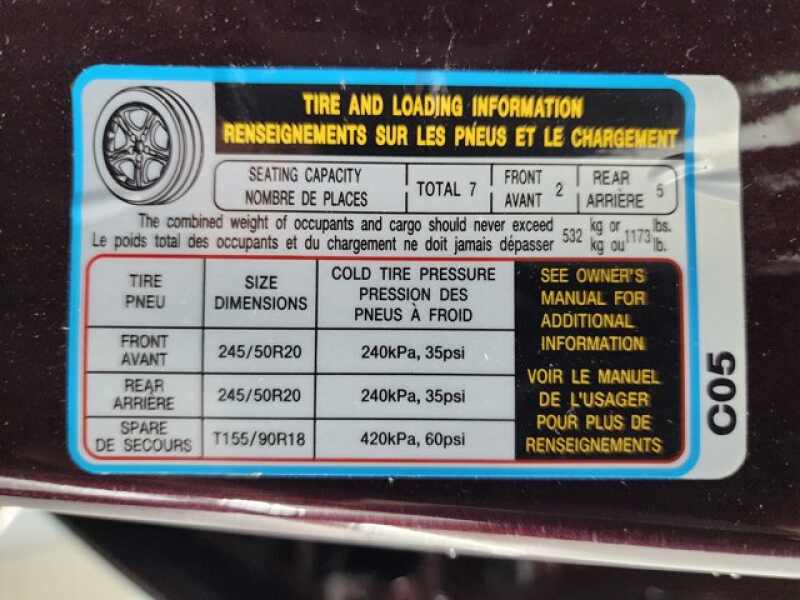 TIRE AND LOADING INFORMATION
RENSEIGNEMENTS SUR LES PNEUS ET LE CHARGEMENT
SEATING CAPACITY
NOMBRE DE PLACES
TOTAL 7
FRONT
AVANT
2
REAR
ARRIÈRE
5
The combined weight of occupants and cargo should never exceed
Le poids total des occupants et du chargement ne doit jamais dépasser
532
kg or
kg ou
1173
lbs.
lb.
TIRE
PNEU
SIZE
DIMENSIONS
COLD TIRE PRESSURE
PRESSION DES
PNEUS À FROID
FRONT
AVANT
245/50R20
240kPa, 35psi
REAR
ARRIÈRE
245/50R20
240kPa, 35psi
SPARE
DE SECOURS
T155/90R18
420kPa, 60psi
SEE OWNER'S
MANUAL FOR
ADDITIONAL
INFORMATION
VOIR LE MANUEL
DE L'USAGER
POUR PLUS DE
RENSEIGNEMENTS
C05